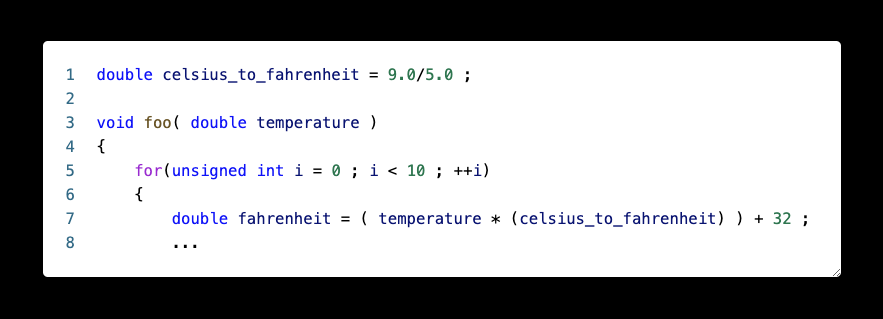 1 double celsius_to_fahrenheit = 9.0/5.0 ;
2
3 void foo( double temperature )
4 {
5     for(unsigned int i = 0 ; i < 10 ; ++i)
6     {
7         double fahrenheit = ( temperature * (celsius_to_fahrenheit) ) + 32 ;
8         ...